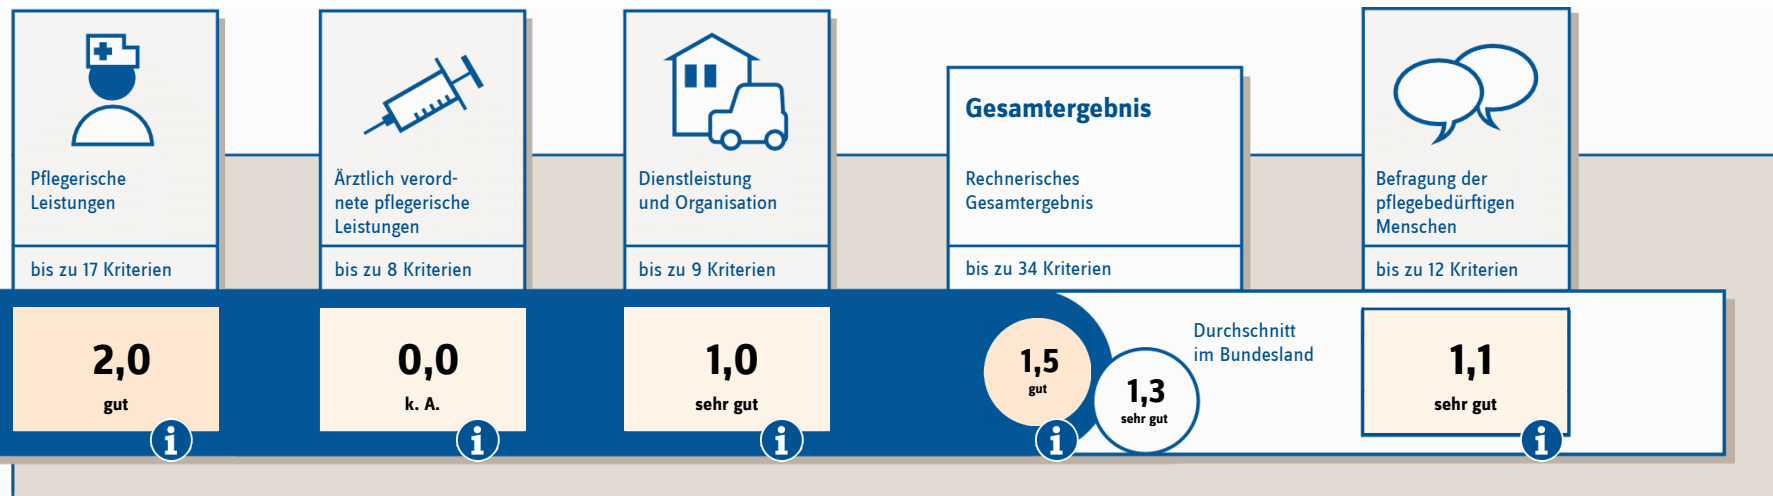 Pflegerische
Leistungen
bis zu 17 Kriterien
2,0
gut
i
Ärztlich verord-
nete pflegerische
Leistungen
bis zu 8 Kriterien
0,0
k. A.
i
Dienstleistung
und Organisation
bis zu 9 Kriterien
1,0
sehr gut
i
Gesamtergebnis
Rechnerisches
Gesamtergebnis
bis zu 34 Kriterien
1,5
gut
i
1,3
sehr gut
Durchschnitt
im Bundesland
Befragung der
pflegebedürftigen
Menschen
bis zu 12 Kriterien
1,1
sehr gut
i